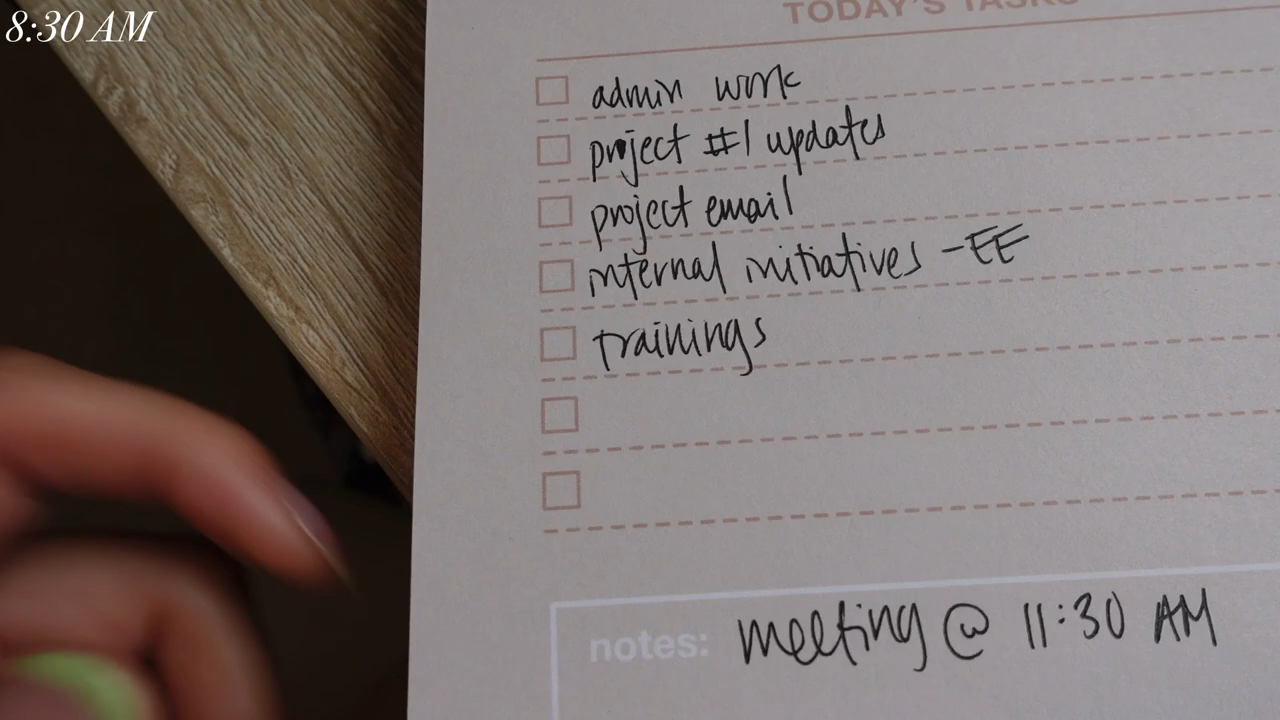 8:30 AM
TODAY'S TASKS
admin work
project #1 updates
project email
internal initiatives - EE
trainings
notes: meeting @ 11:30 AM